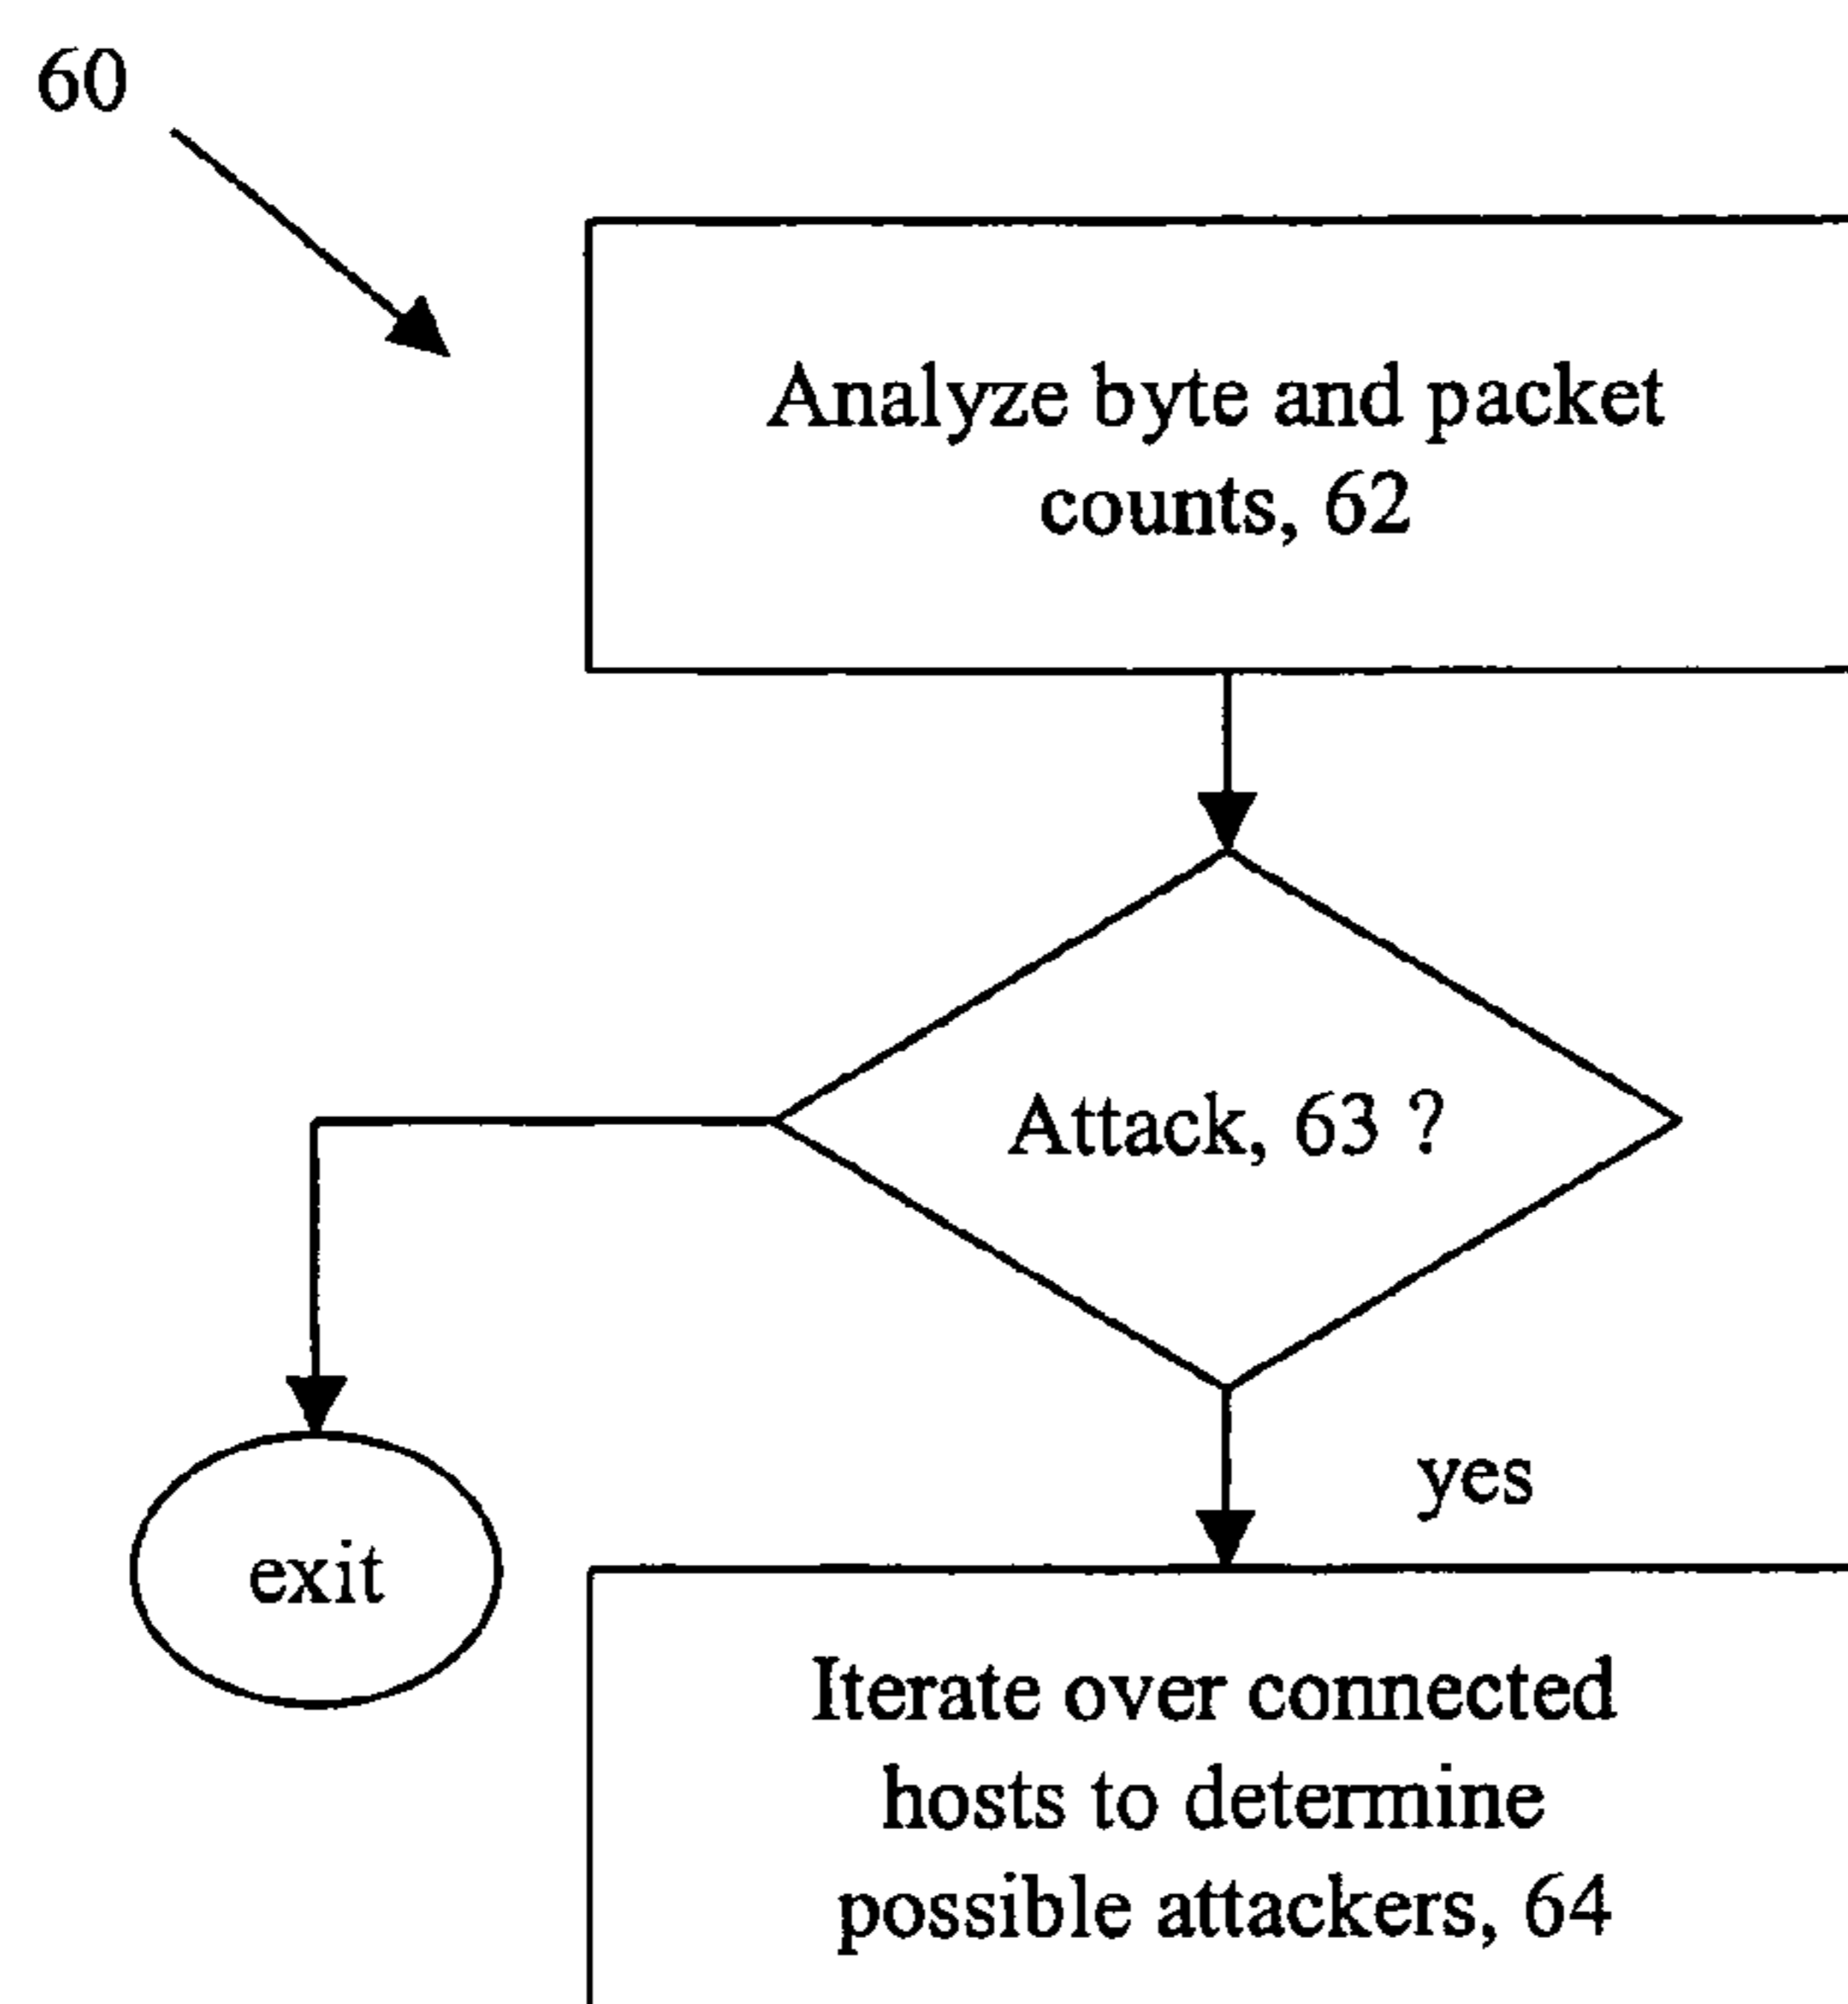 60
Analyze byte and packet
counts, 62
Attack, 63 ?
yes
exit
Iterate over connected
hosts to determine
possible attackers, 64